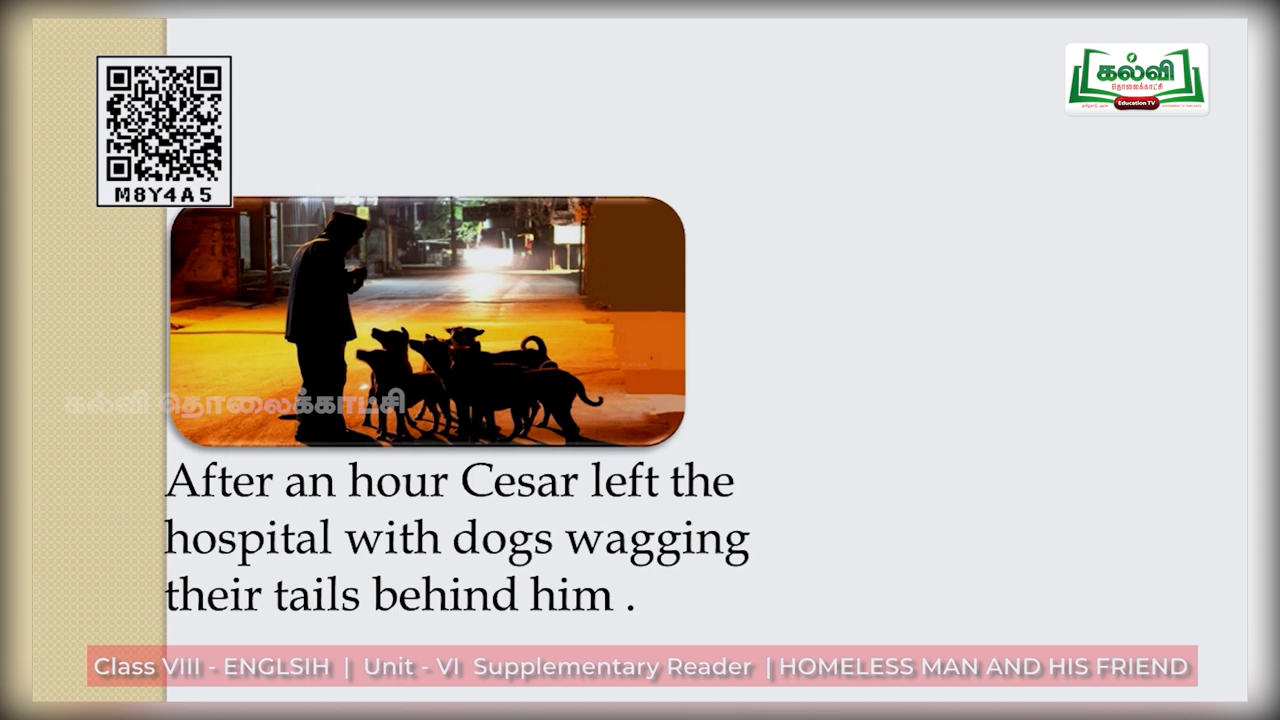 M8Y4A5
கல்வி
தொலைக்காட்சி
Education TV
கல்வி தொலைக்காட்சி
After an hour Cesar left the
hospital with dogs wagging
their tails behind him .
Class VIII - ENGLSIH | Unit - VI Supplementary Reader | HOMELESS MAN AND HIS FRIEND